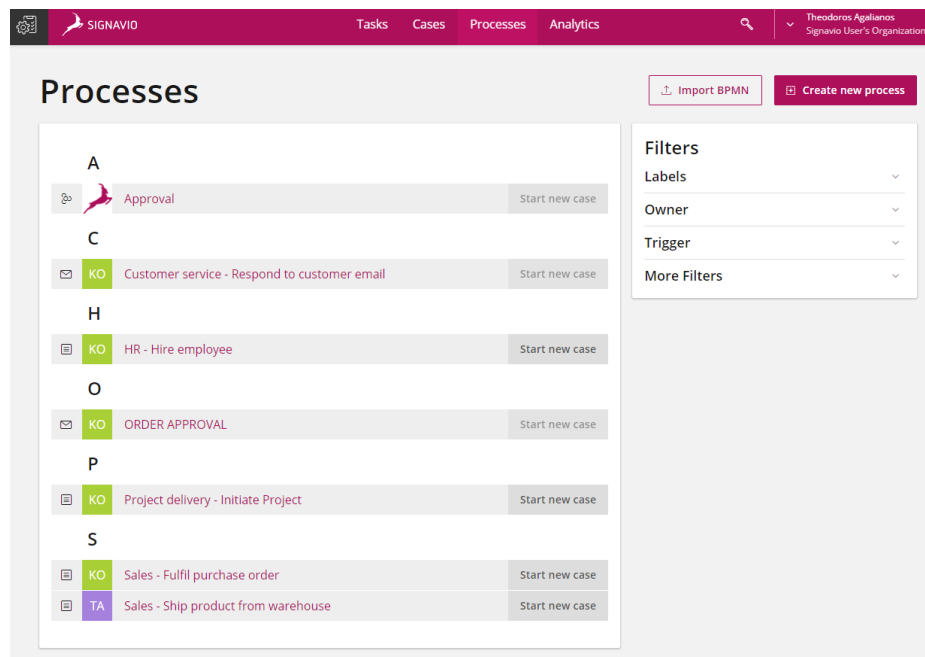 SIGNAVIO
Tasks Cases Processes Analytics
Theodoros Agalianos
Signavio User's Organization
Processes
Import BPMN
Create new process
A
Approval Start new case
C
KO Customer service - Respond to customer email Start new case
H
KO HR - Hire employee Start new case
O
KO ORDER APPROVAL Start new case
P
KO Project delivery - Initiate Project Start new case
S
KO Sales - Fulfil purchase order Start new case
TA Sales - Ship product from warehouse Start new case
Filters
Labels
Owner
Trigger
More Filters